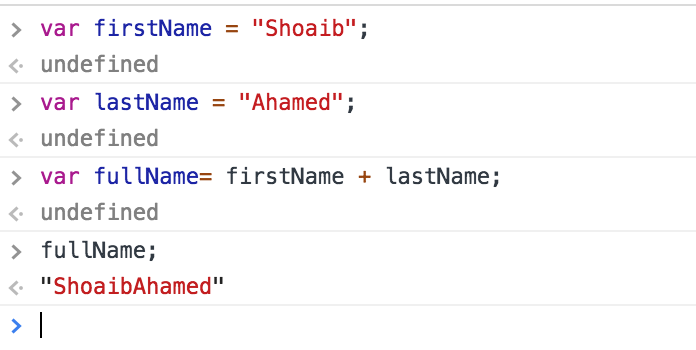 > var firstName = "Shoaib";
<· undefined
> var lastName = "Ahamed";
<· undefined
> var fullName= firstName + lastName;
<· undefined
> fullName;
<· "ShoaibAhamed"
>